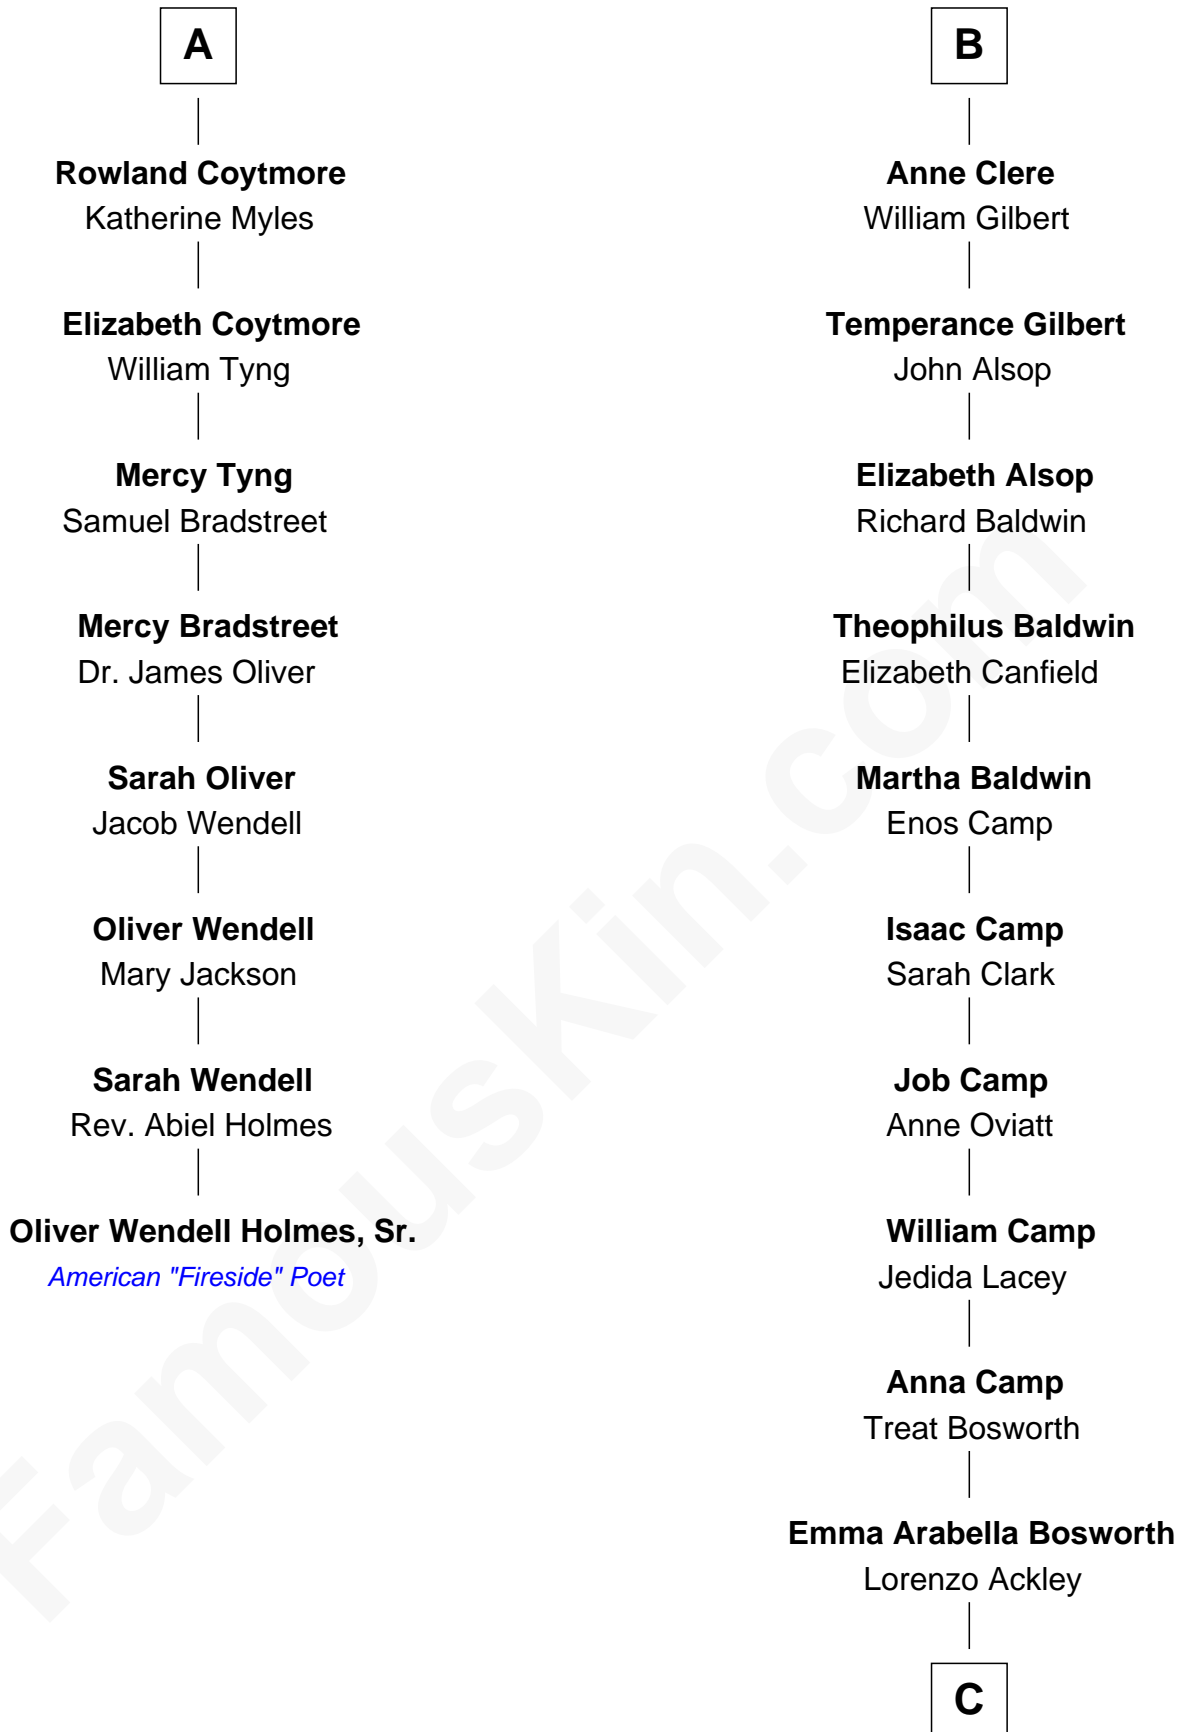 A
Rowland Coytmore
Katherine Myles
Elizabeth Coytmore
William Tyng
Mercy Tyng
Samuel Bradstreet
Mercy Bradstreet
Dr. James Oliver
Sarah Oliver
Jacob Wendell
Oliver Wendell
Mary Jackson
Sarah Wendell
Rev. Abiel Holmes
Oliver Wendell Holmes, Sr.
American "Fireside" Poet
B
Anne Clere
William Gilbert
Temperance Gilbert
John Alsop
Elizabeth Alsop
Richard Baldwin
Theophilus Baldwin
Elizabeth Canfield
Martha Baldwin
Enos Camp
Isaac Camp
Sarah Clark
Job Camp
Anne Oviatt
William Camp
Jedida Lacey
Anna Camp
Treat Bosworth
Emma Arabella Bosworth
Lorenzo Ackley
C
FamousKin.com